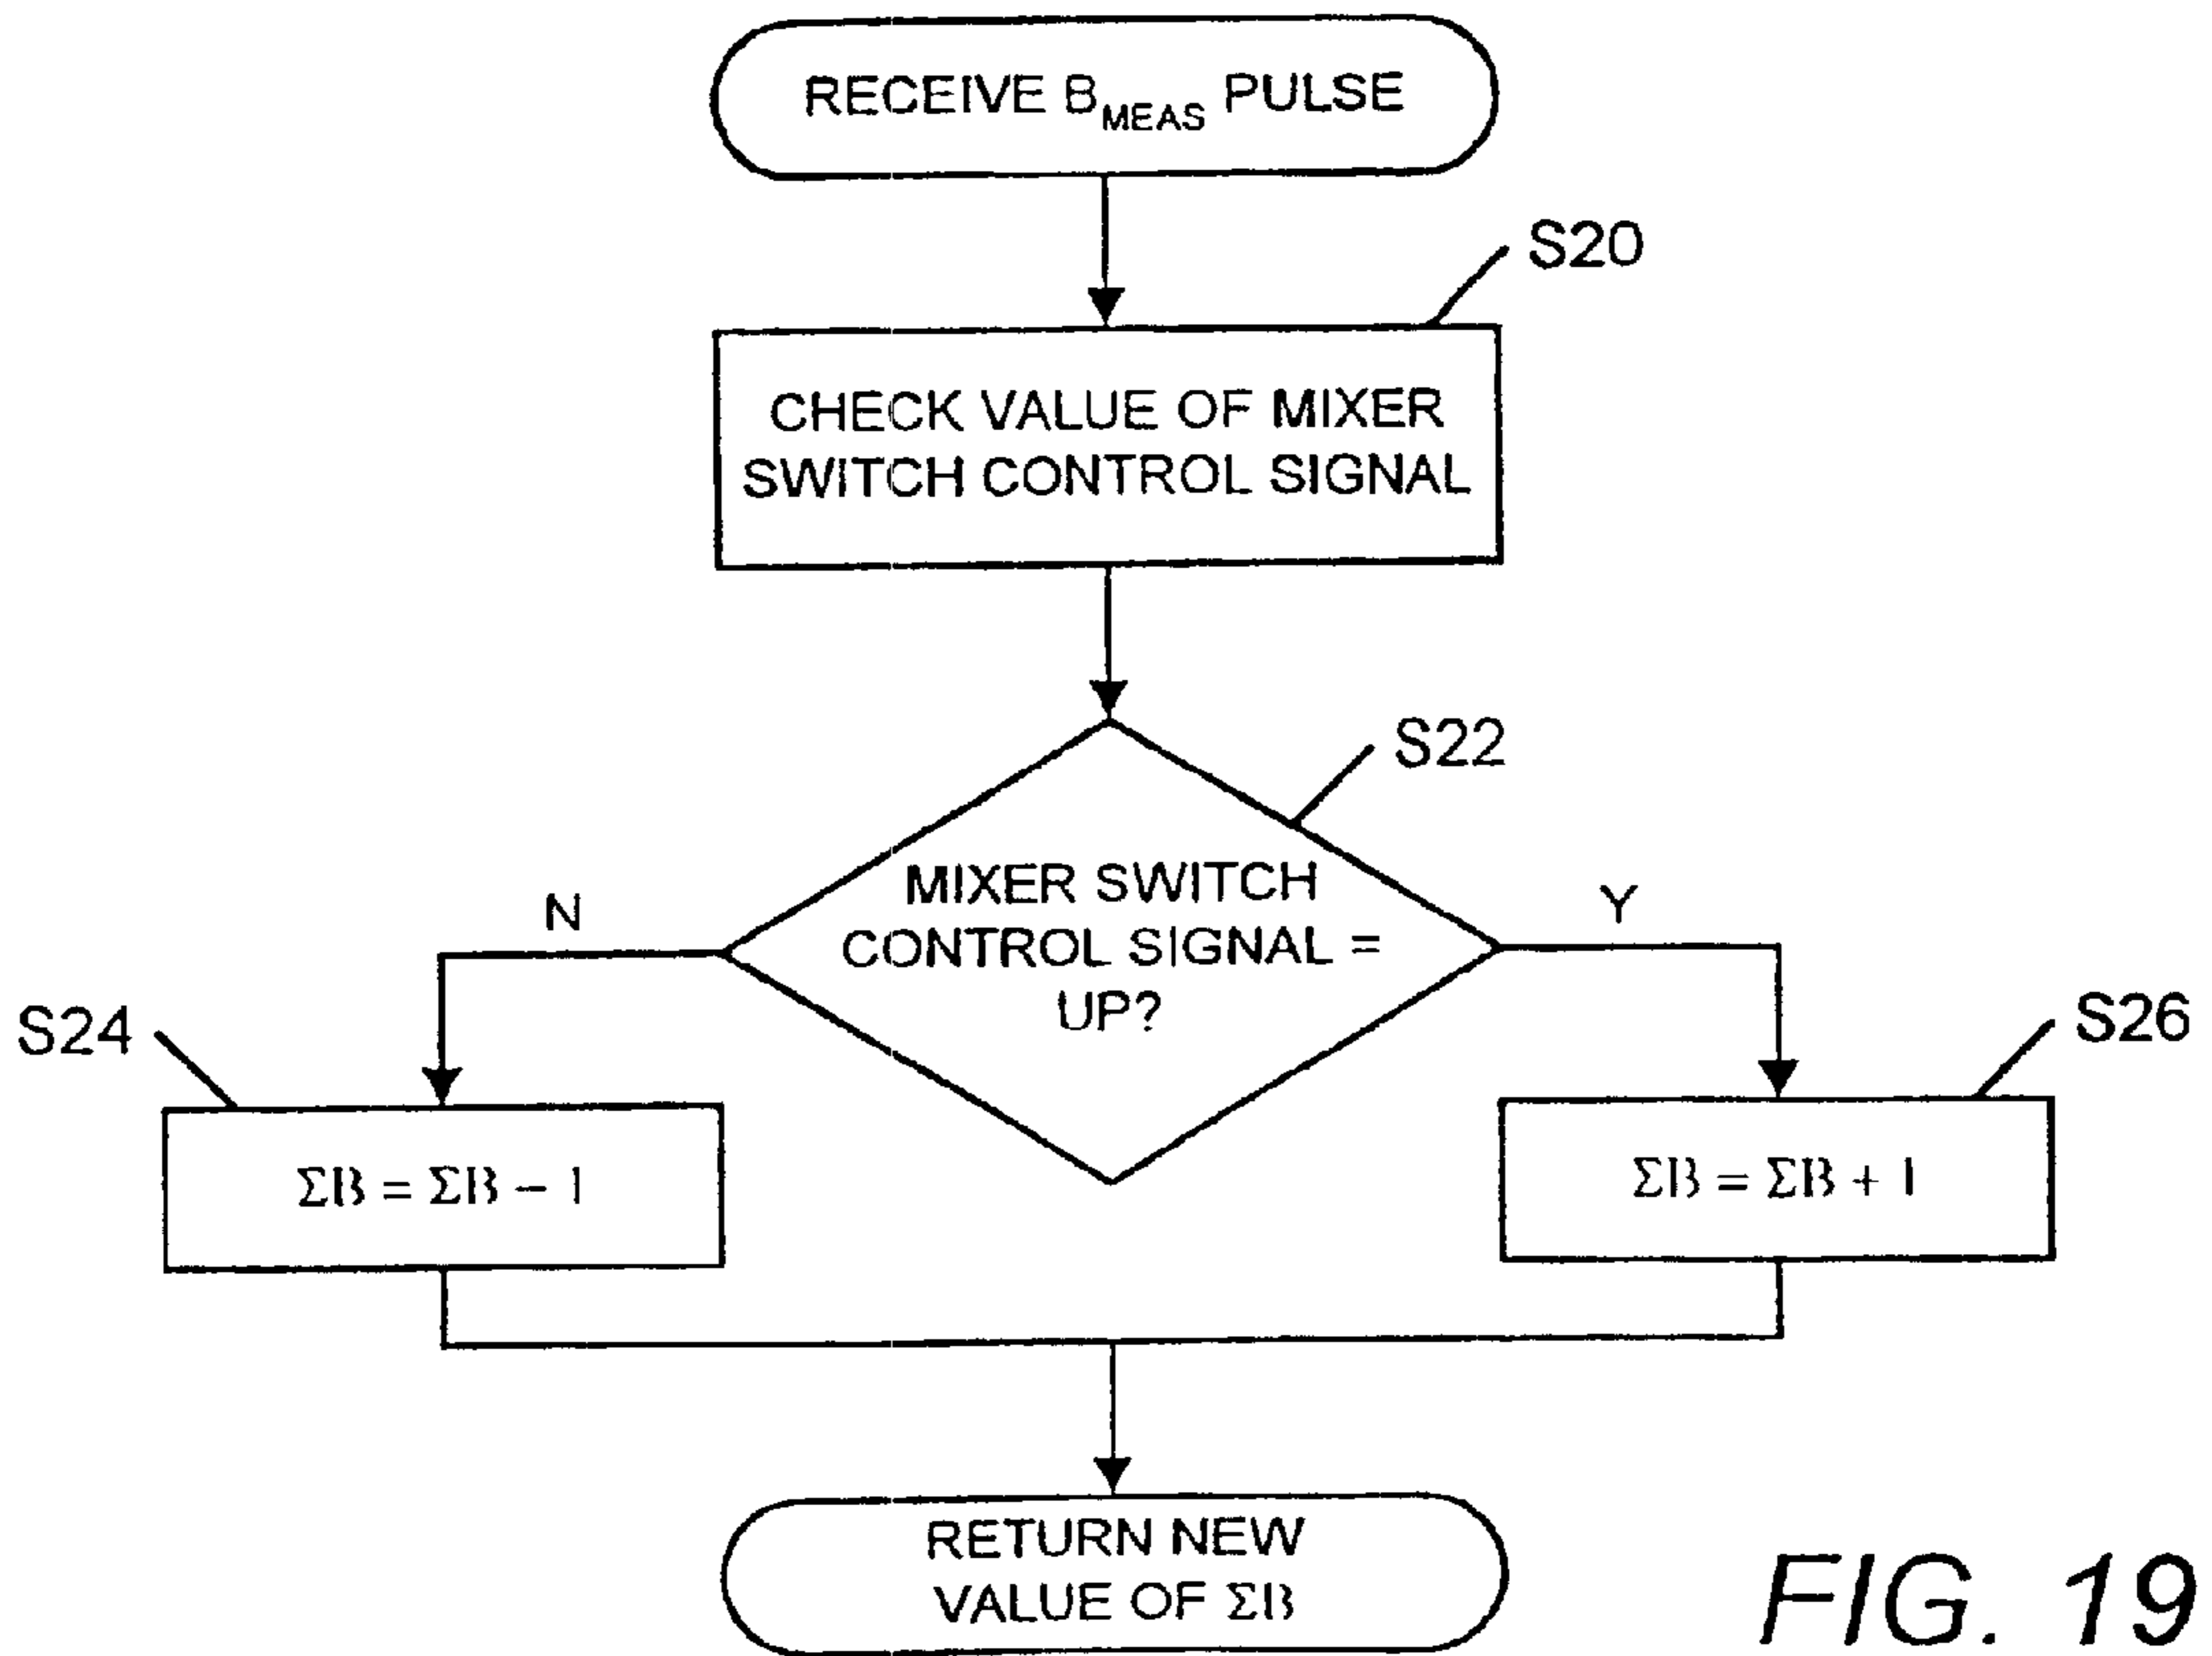 RECEIVE B_MEAS PULSE
S20
CHECK VALUE OF MIXER
SWITCH CONTROL SIGNAL
S22
MIXER SWITCH
CONTROL SIGNAL =
UP?
N
Y
S24
S26
ΣB = ΣB – 1
ΣB = ΣB + 1
RETURN NEW
VALUE OF ΣB
FIG. 19